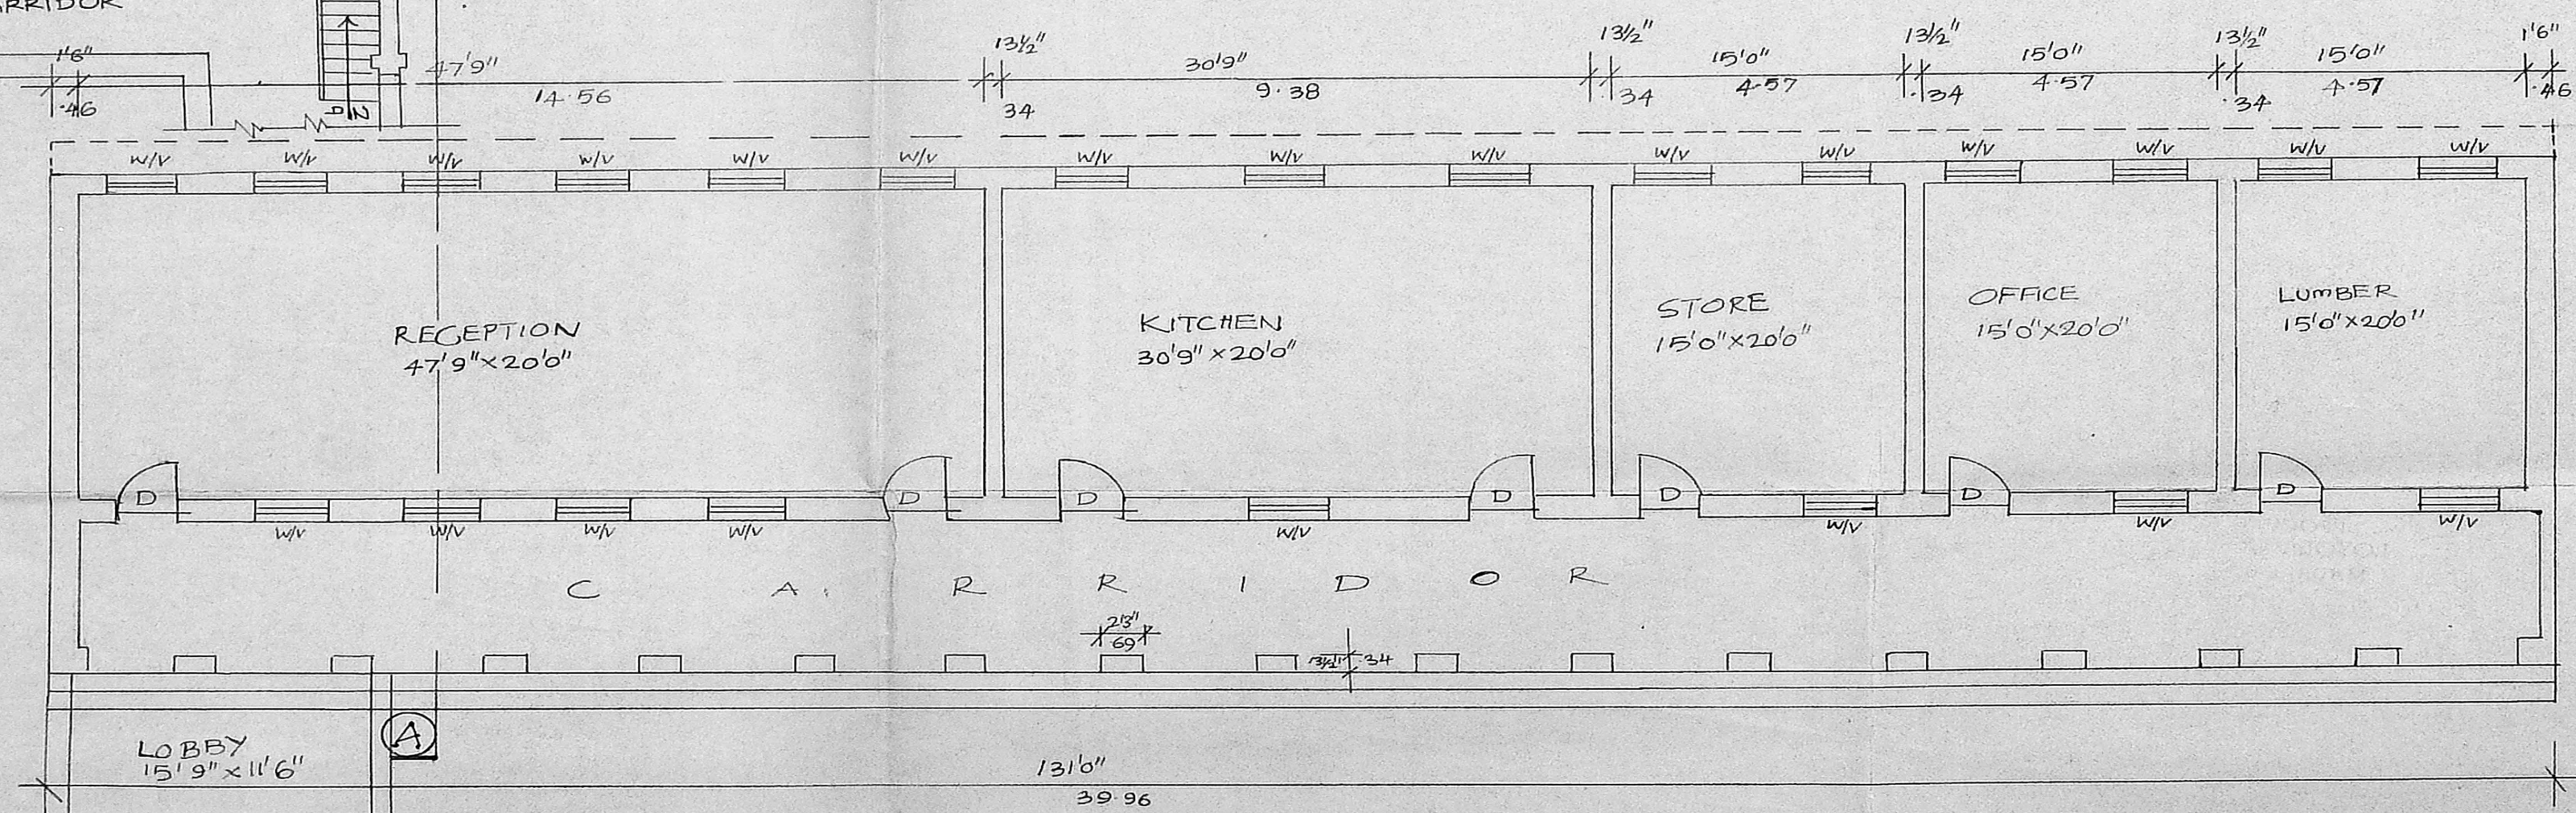 RRIDOR
1'6"
.46
DN
47'9"
14.56
13½"
34
30'9"
9.38
13½"
.34
15'0"
4.57
13½"
.34
15'0"
4.57
13½"
.34
15'0"
4.57
1'6"
.46
W/V W/V W/V W/V W/V W/V W/V W/V W/V W/V W/V W/V W/V W/V W/V
RECEPTION
47'9"X20'0"
KITCHEN
30'9"X20'0"
STORE
15'0"X20'0"
OFFICE
15'0"X20'0"
LUMBER
15'0"X20'0"
D D D D D D D
W/V W/V W/V W/V W/V W/V W/V W/V
C A R R I D O R
2'3"
69
13½" .34
A
LOBBY
15'9"x11'6"
131'0"
39.96